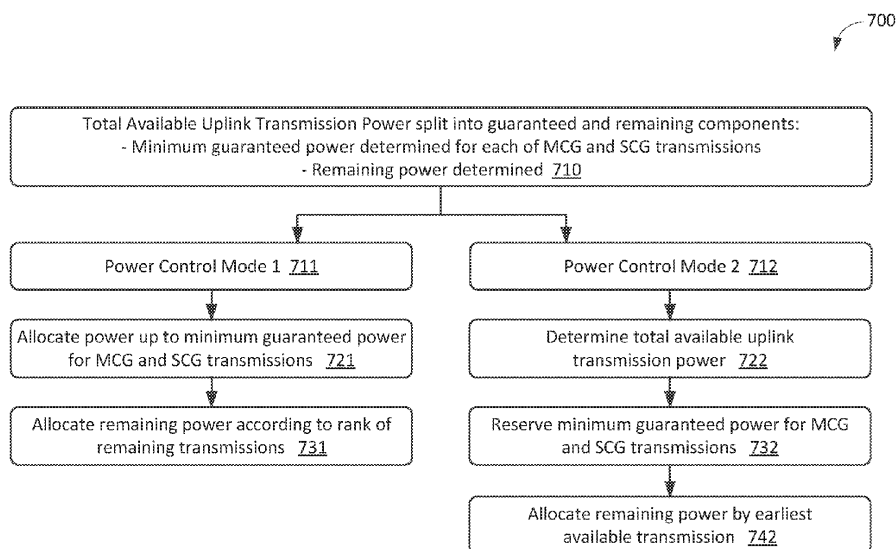 700
Total Available Uplink Transmission Power split into guaranteed and remaining components:
- Minimum guaranteed power determined for each of MCG and SCG transmissions
- Remaining power determined 710
Power Control Mode 1 711
Power Control Mode 2 712
Allocate power up to minimum guaranteed power
for MCG and SCG transmissions 721
Determine total available uplink
transmission power 722
Allocate remaining power according to rank of
remaining transmissions 731
Reserve minimum guaranteed power for MCG
and SCG transmissions 732
Allocate remaining power by earliest
available transmission 742